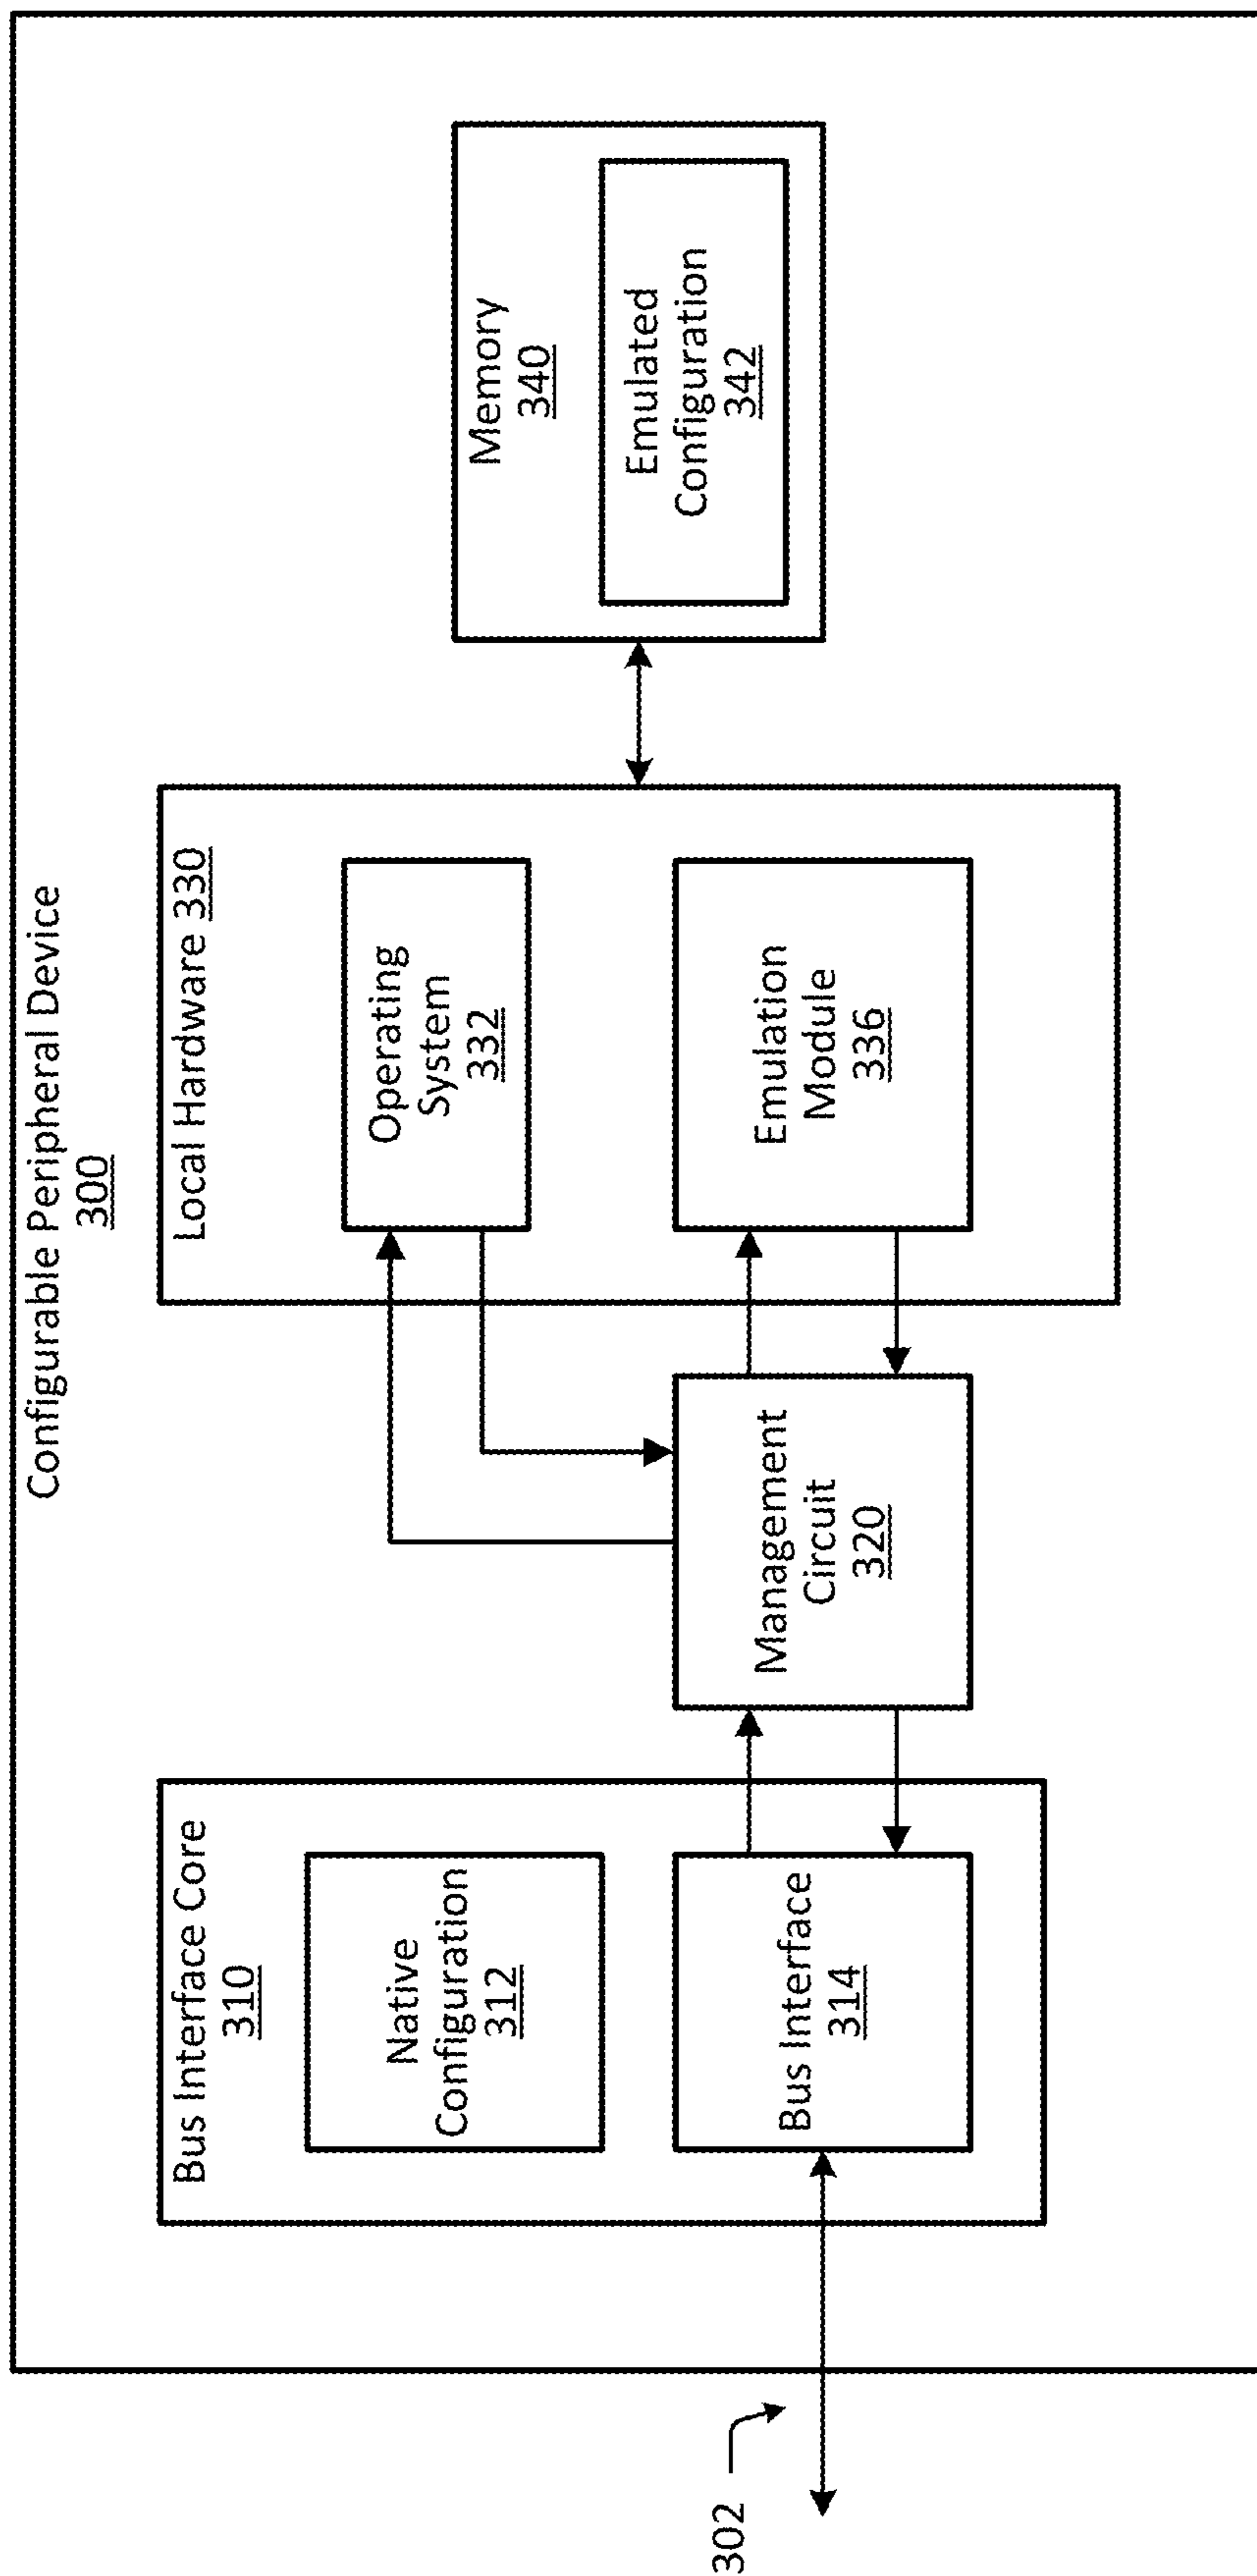 Configurable Peripheral Device
300
Bus Interface Core
310
Native
Configuration
312
Bus Interface
314
Management
Circuit
320
Local Hardware 330
Operating
System
332
Emulation
Module
336
Memory
340
Emulated
Configuration
342
302